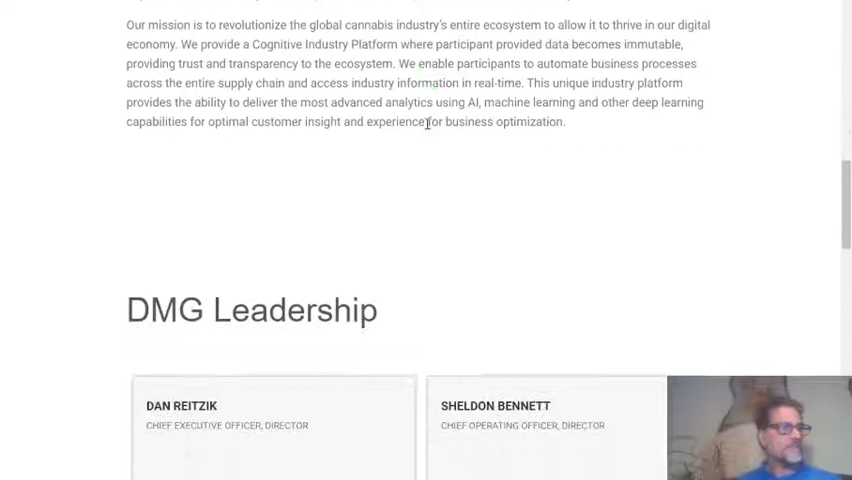 Our mission is to revolutionize the global cannabis industry's entire ecosystem to allow it to thrive in our digital
economy. We provide a Cognitive Industry Platform where participant provided data becomes immutable,
providing trust and transparency to the ecosystem. We enable participants to automate business processes
across the entire supply chain and access industry information in real-time. This unique industry platform
provides the ability to deliver the most advanced analytics using AI, machine learning and other deep learning
capabilities for optimal customer insight and experience for business optimization.
DMG Leadership
DAN REITZIK
CHIEF EXECUTIVE OFFICER, DIRECTOR
SHELDON BENNETT
CHIEF OPERATING OFFICER, DIRECTOR